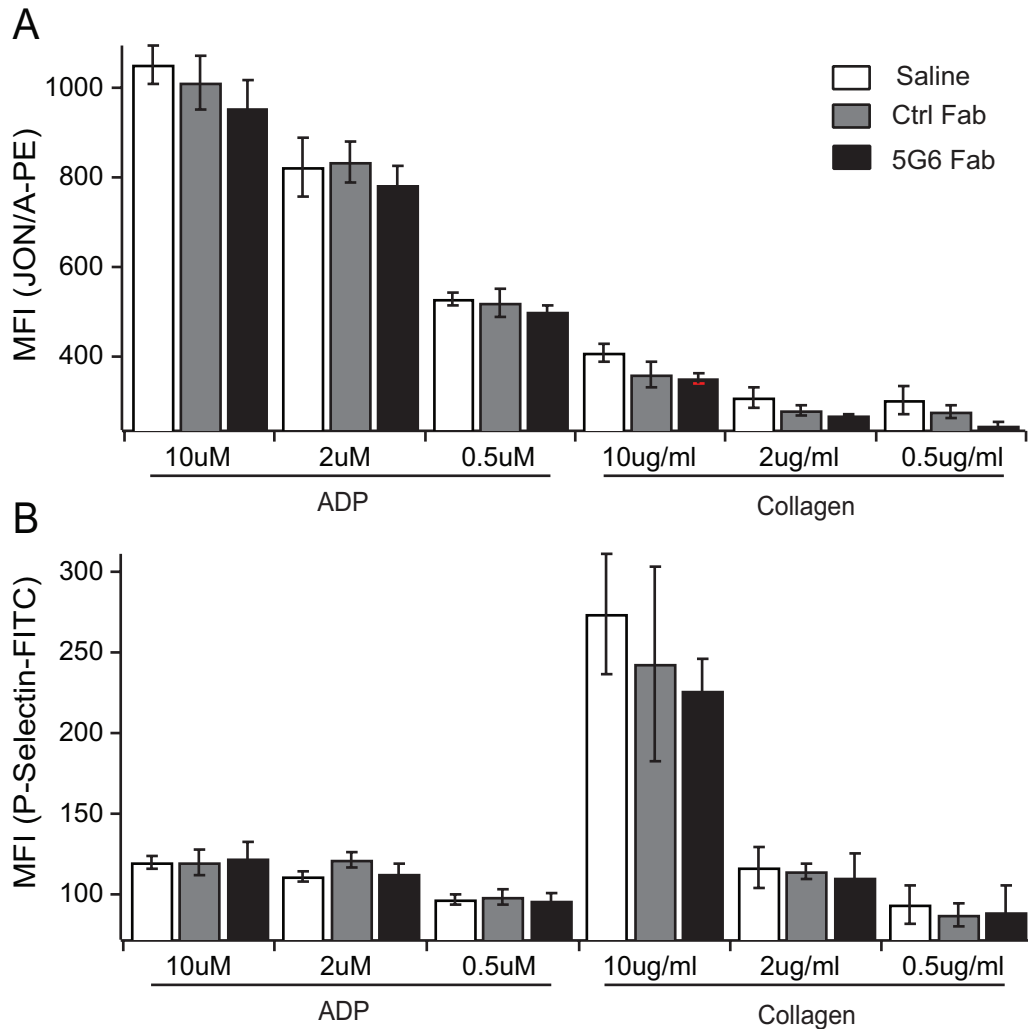 A
MFI (JON/A-PE)
1000
800
600
400
Saline
Ctrl Fab
5G6 Fab
10uM 2uM 0.5uM 10ug/ml 2ug/ml 0.5ug/ml
ADP Collagen
B
MFI (P-Selectin-FITC)
300
250
200
150
100
10uM 2uM 0.5uM 10ug/ml 2ug/ml 0.5ug/ml
ADP Collagen